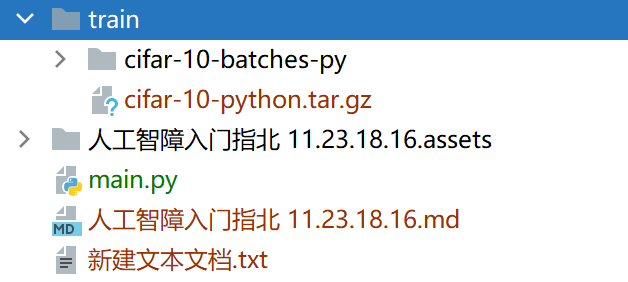 train
cifar-10-batches-py
cifar-10-python.tar.gz
人工智障入门指北 11.23.18.16.assets
main.py
MD 人工智障入门指北 11.23.18.16.md
新建文本文档.txt